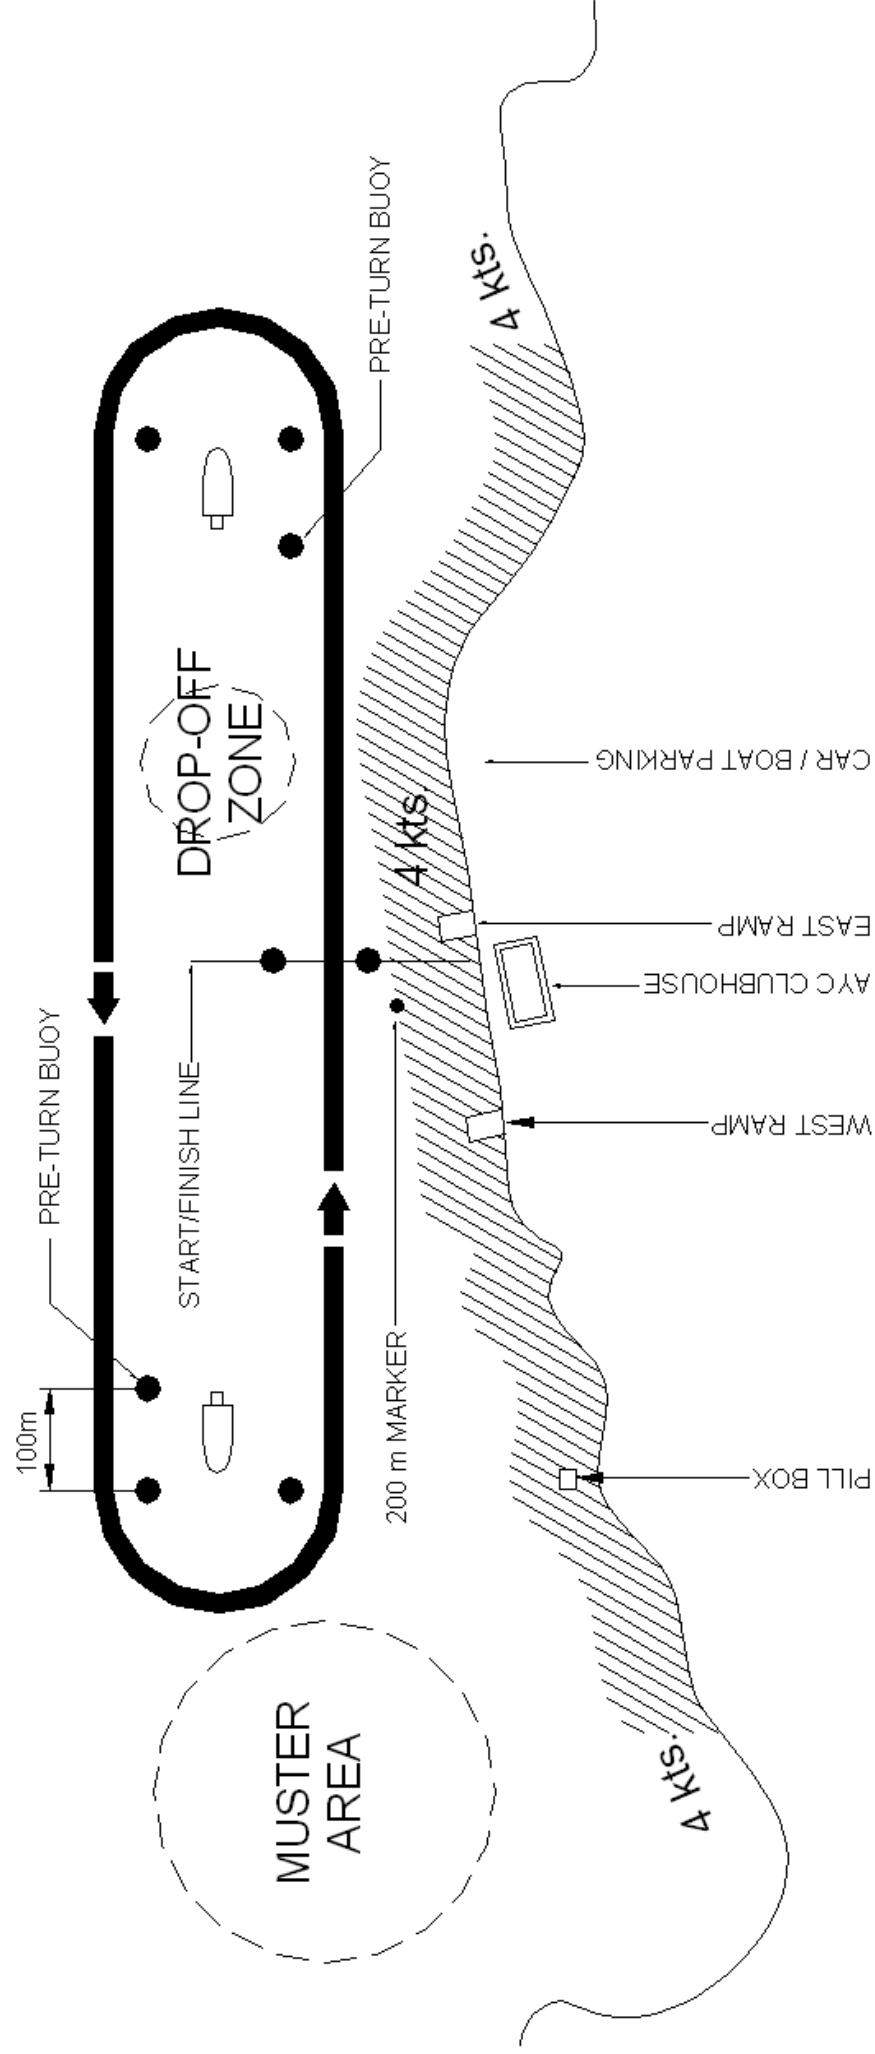 PRE-TURN BUOY
4 kts.
DROP-OFF
ZONE
4 kts.
CAR / BOAT PARKING
EAST RAMP
AYC CLUBHOUSE
WEST RAMP
PRE-TURN BUOY
START/FINISH LINE
200 m MARKER
100m
PILL BOX
MUSTER
AREA
4 kts.